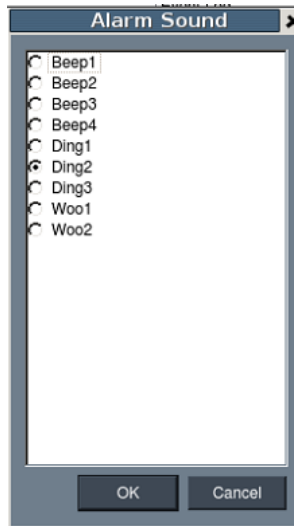 Alarm Sound
Beep1
Beep2
Beep3
Beep4
Ding1
Ding2
Ding3
Woo1
Woo2
OK Cancel